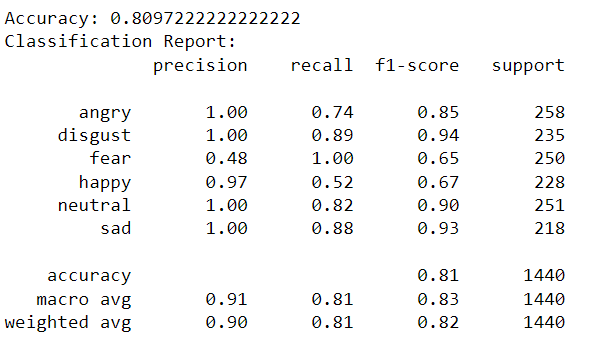 Accuracy: 0.8097222222222222
Classification Report:
precision recall f1-score support
angry 1.00 0.74 0.85 258
disgust 1.00 0.89 0.94 235
fear 0.48 1.00 0.65 250
happy 0.97 0.52 0.67 228
neutral 1.00 0.82 0.90 251
sad 1.00 0.88 0.93 218
accuracy 0.81 1440
macro avg 0.91 0.81 0.83 1440
weighted avg 0.90 0.81 0.82 1440